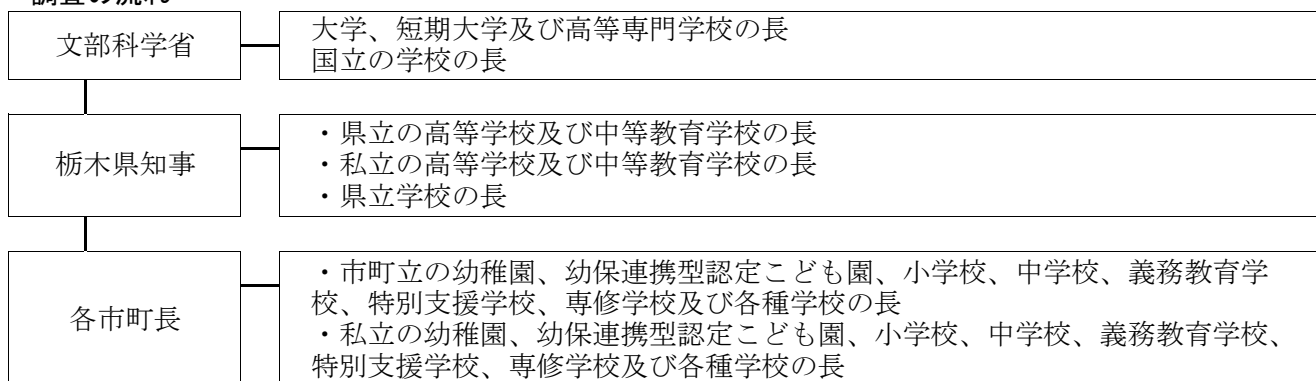 調査の流れ
文部科学省
大学、短期大学及び高等専門学校の長
国立の学校の長
栃木県知事
・県立の高等学校及び中等教育学校の長
・私立の高等学校及び中等教育学校の長
・県立学校の長
各市町長
・市町立の幼稚園、幼保連携型認定こども園、小学校、中学校、義務教育学
校、特別支援学校、専修学校及び各種学校の長
・私立の幼稚園、幼保連携型認定こども園、小学校、中学校、義務教育学校、
特別支援学校、専修学校及び各種学校の長